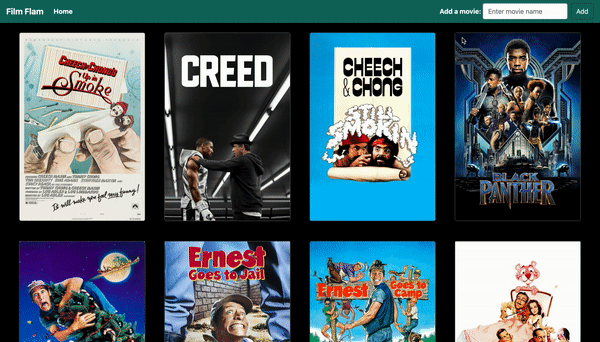 Film Flam
Home
Add a movie:
Enter movie name
Add
CHEECH & CHONG'S
Up in
Smoke
It will make you feel very funny!
CREED
CHEECH
& CHONG
STILL
SMOKIN
BLACK
PANTHER
Ernest
Goes to Jail
Ernest
Goes to Camp